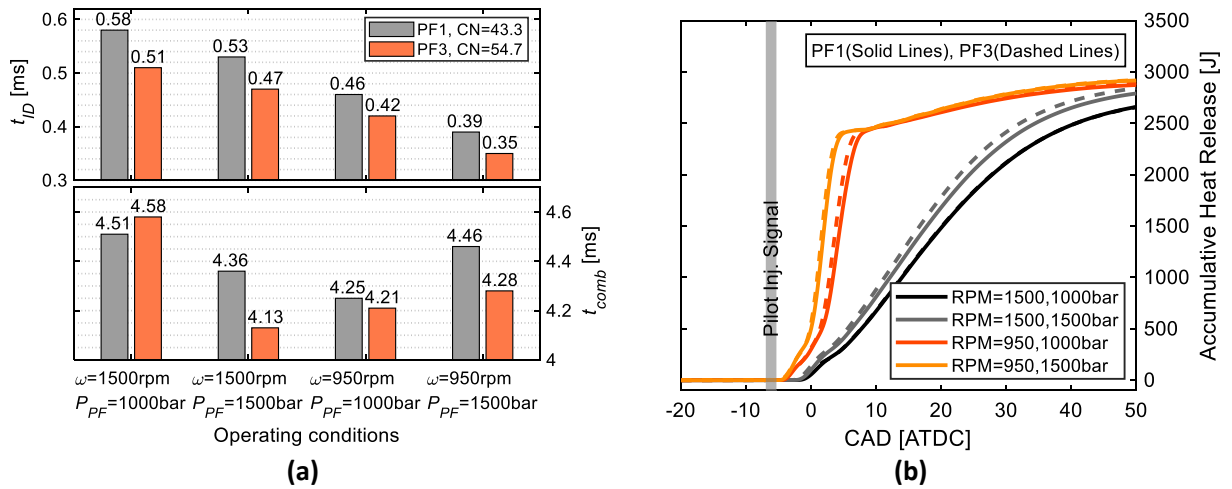 0.6
0.5
0.4
0.3
t_ID [ms]
PF1, CN=43.3
PF3, CN=54.7
0.58
0.51
0.53
0.47
0.46
0.42
0.39
0.35
4.6
4.4
4.2
4
t_comb [ms]
4.51
4.58
4.36
4.13
4.25
4.21
4.46
4.28
ω=1500rpm ω=1500rpm ω=950rpm ω=950rpm
P_PF=1000bar P_PF=1500bar P_PF=1000bar P_PF=1500bar
Operating conditions
(a)
PF1(Solid Lines), PF3(Dashed Lines)
Pilot Inj. Signal
3500
3000
2500
2000
1500
1000
500
0
Accumulative Heat Release [J]
RPM=1500,1000bar
RPM=1500,1500bar
RPM=950,1000bar
RPM=950,1500bar
-20 -10 0 10 20 30 40 50
CAD [ATDC]
(b)